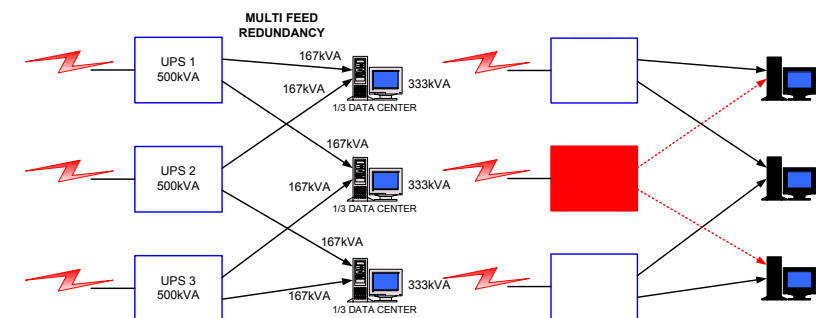 MULTI FEED
REDUNDANCY
UPS 1
500kVA
167kVA
167kVA
333kVA
1/3 DATA CENTER
167kVA
UPS 2
500kVA
167kVA
333kVA
1/3 DATA CENTER
167kVA
UPS 3
500kVA
167kVA
333kVA
1/3 DATA CENTER